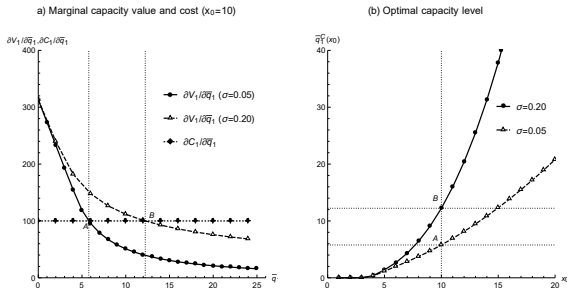 a) Marginal capacity value and cost (x₀=10)
∂V₁/∂q̅₁,∂C₁/∂q̅₁
400
300
200
100
0
0 5 10 15 20 25 q̅
∂V₁/∂q̅₁ (σ=0.05)
∂V₁/∂q̅₁ (σ=0.20)
∂C₁/∂q̅₁
A
B
(b) Optimal capacity level
q̅₁ᶜ(x₀)
40
30
20
10
0
0 5 10 15 20 x₀
σ=0.20
σ=0.05
B
A